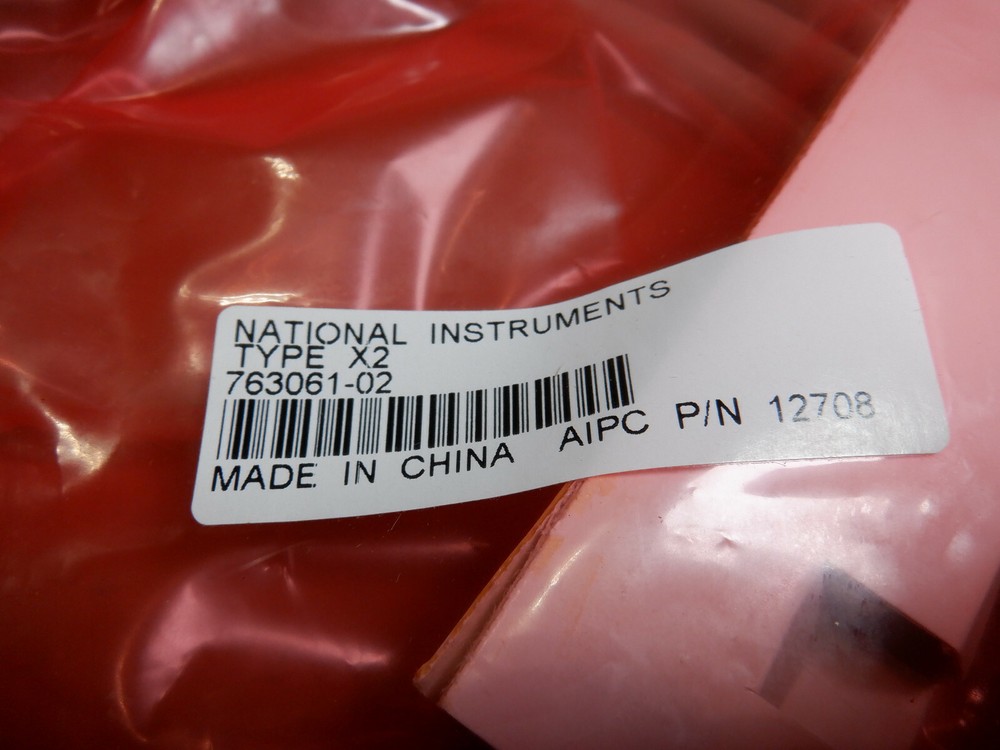 NATIONAL INSTRUMENTS
TYPE X2
763061-02
MADE IN CHINA AIPC P/N 12708